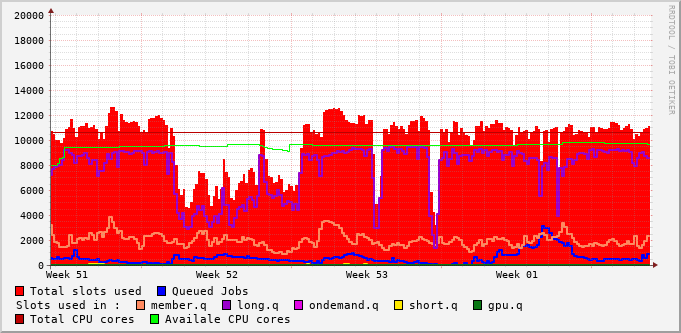 RRDTOOL / TOBI OETIKER
20000
18000
16000
14000
12000
10000
8000
6000
4000
2000
0
Week 51 Week 52 Week 53 Week 01
Total slots used Queued Jobs
Slots used in : member.q long.q ondemand.q short.q gpu.q
Total CPU cores Availale CPU cores